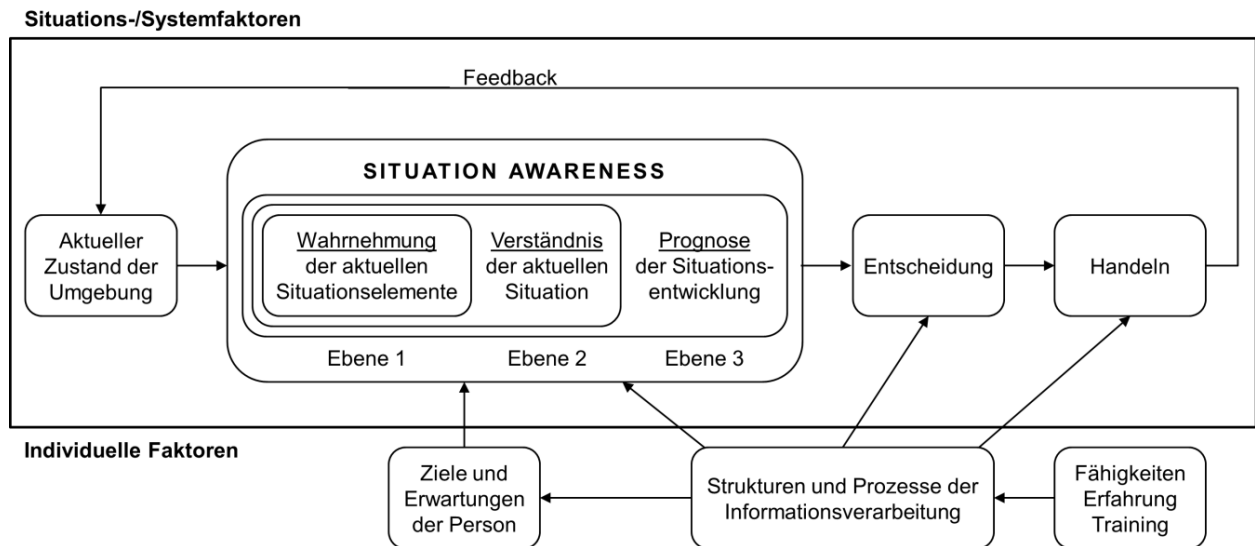 Situations-/Systemfaktoren
Feedback
SITUATION AWARENESS
Aktueller
Zustand der
Umgebung
Wahrnehmung
der aktuellen
Situationselemente
Verständnis
der aktuellen
Situation
Prognose
der Situations-
entwicklung
Entscheidung
Handeln
Ebene 1
Ebene 2
Ebene 3
Individuelle Faktoren
Ziele und
Erwartungen
der Person
Strukturen und Prozesse der
Informationsverarbeitung
Fähigkeiten
Erfahrung
Training